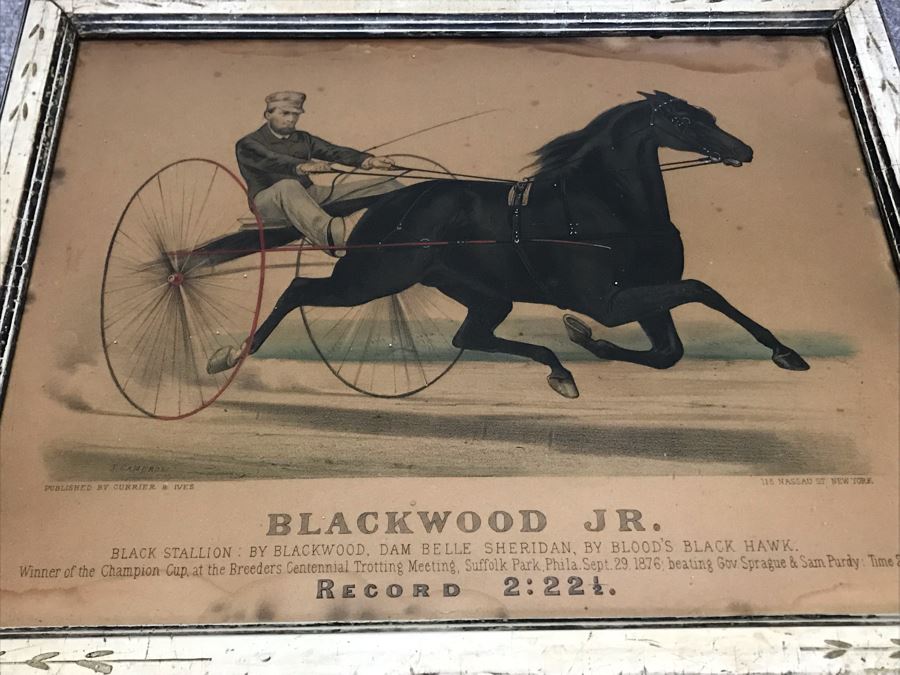 J. CAMERON
PUBLISHED BY CURRIER & IVES
NASSAU ST NEW YORK
BLACKWOOD JR.
BLACK STALLION: BY BLACKWOOD, DAM BELLE SHERIDAN, BY BLOOD'S BLACK HAWK.
Winner of the Champion Cup, at the Breeders Centennial Trotting Meeting, Suffolk Park, Phila. Sept. 29, 1876, beating Gov. Sprague & Sam Purdy: Time
RECORD 2:22½.